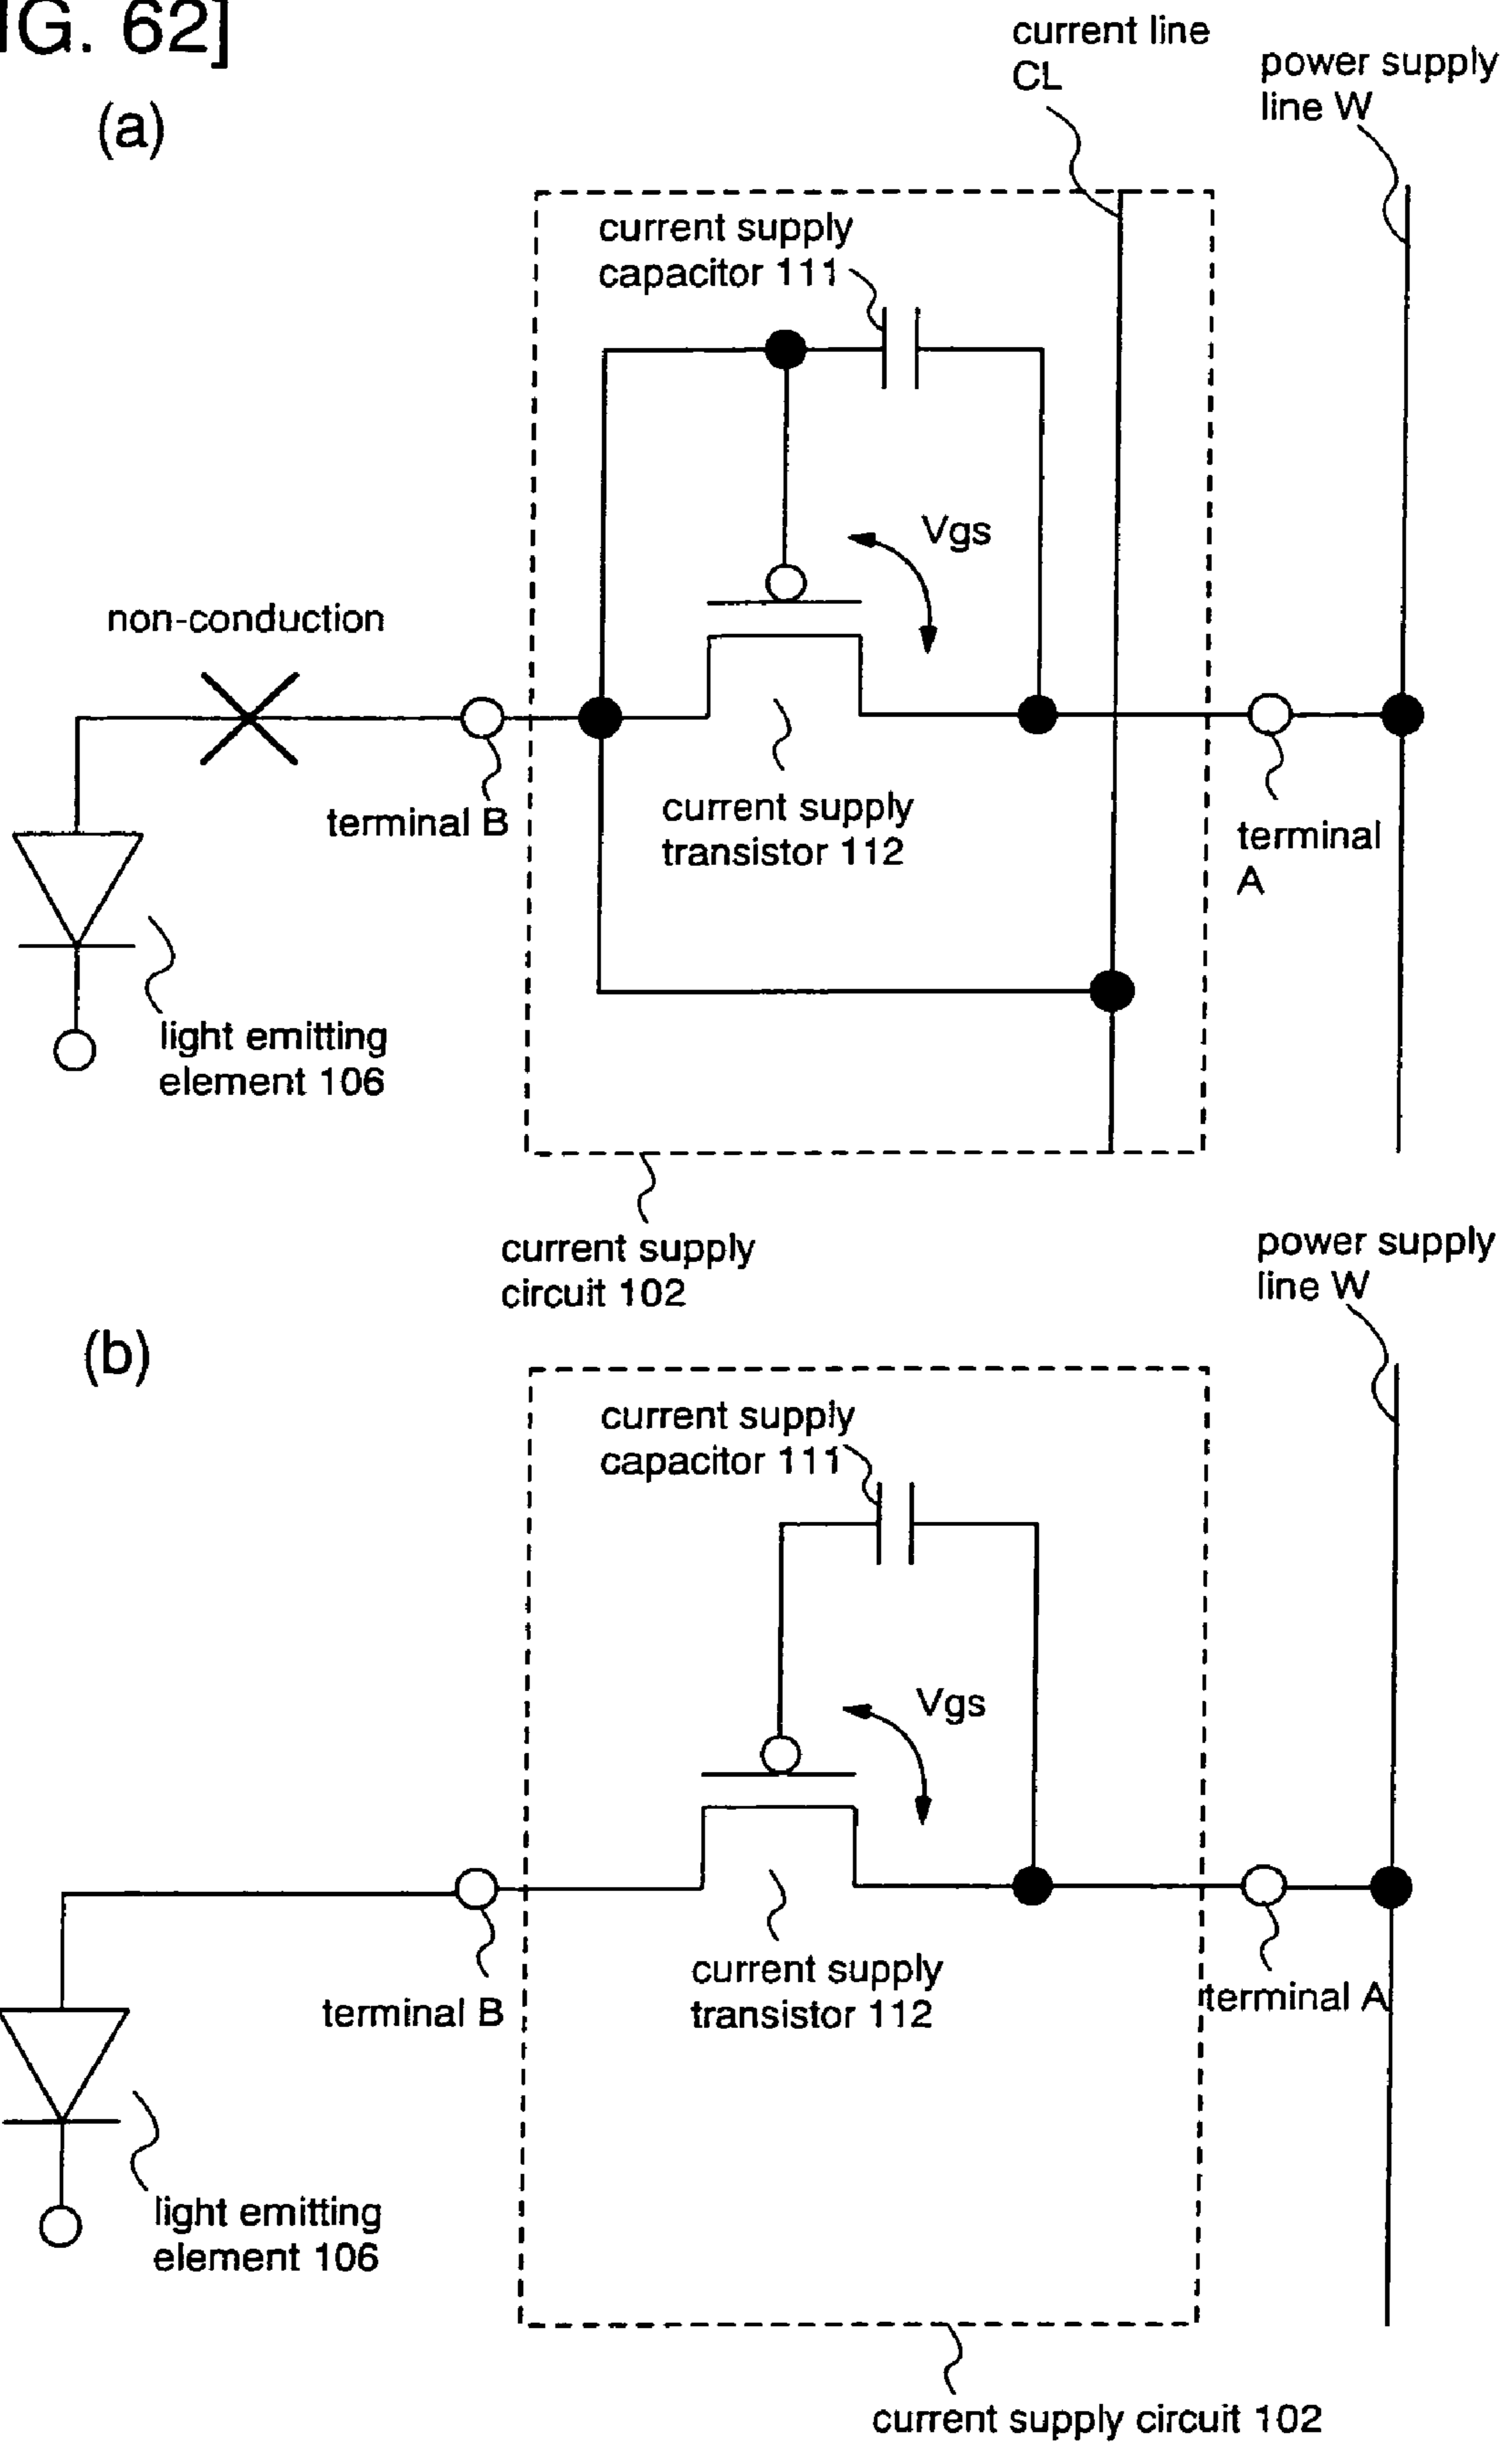 IG. 62]
(a)
current line
CL
power supply
line W
current supply
capacitor 111
Vgs
non-conduction
terminal B
current supply
transistor 112
terminal
A
light emitting
element 106
current supply
circuit 102
power supply
line W
(b)
current supply
capacitor 111
Vgs
current supply
transistor 112
terminal B
terminal A
light emitting
element 106
current supply circuit 102